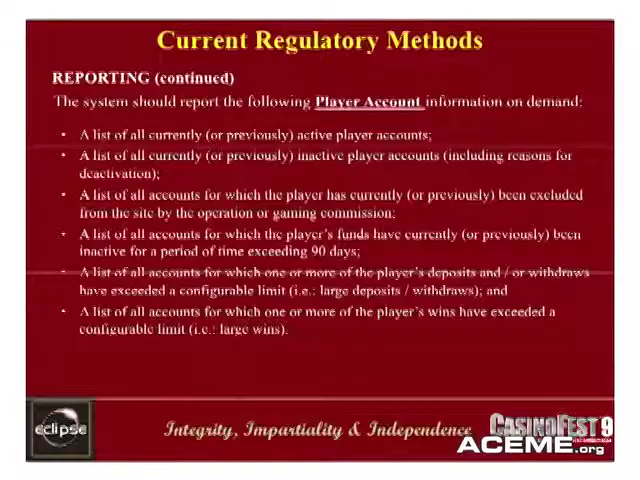 Current Regulatory Methods
REPORTING (continued)
The system should report the following Player Account information on demand:
• A list of all currently (or previously) active player accounts;
• A list of all currently (or previously) inactive player accounts (including reasons for
deactivation);
• A list of all accounts for which the player has currently (or previously) been excluded
from the site by the operation or gaming commission;
• A list of all accounts for which the player's funds have currently (or previously) been
inactive for a period of time exceeding 90 days;
• A list of all accounts for which one or more of the player's deposits and / or withdraws
have exceeded a configurable limit (i.e.: large deposits / withdraws); and
• A list of all accounts for which one or more of the player's wins have exceeded a
configurable limit (i.e.: large wins).
eclipse
Integrity, Impartiality & Independence
CASINOFEST 9
ACEME.org